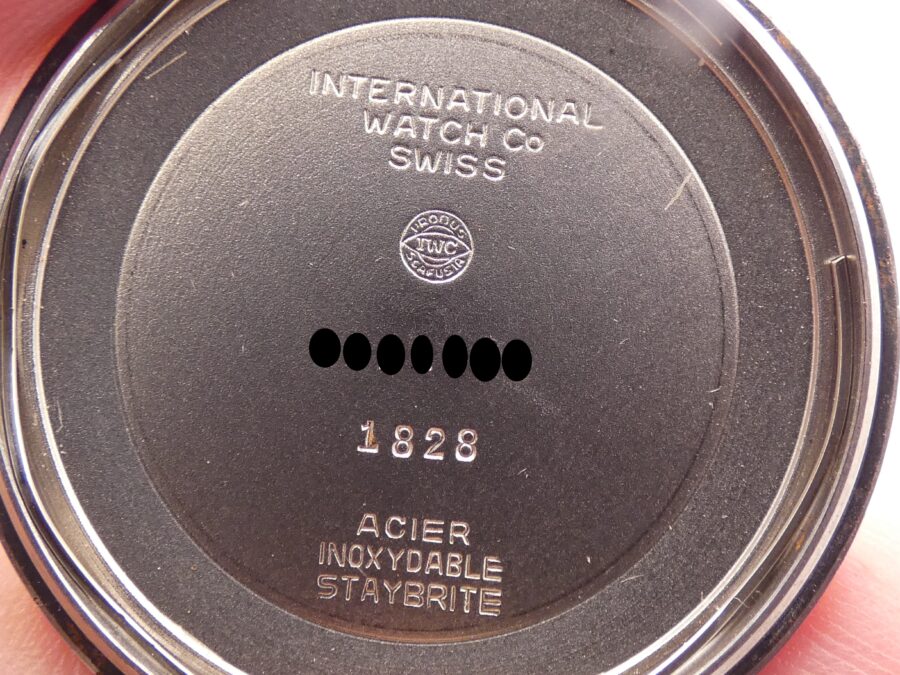 INTERNATIONAL
WATCH Co
SWISS
PROBUS
IWC
SCAFUSIA
1828
ACIER
INOXYDABLE
STAYBRITE